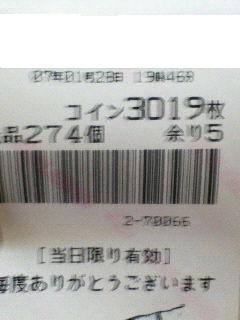 07年01月28日 19時46分
コイン3019枚
品274個 余り5
2-70066
[当日限り有効]
毎度ありがとうございます